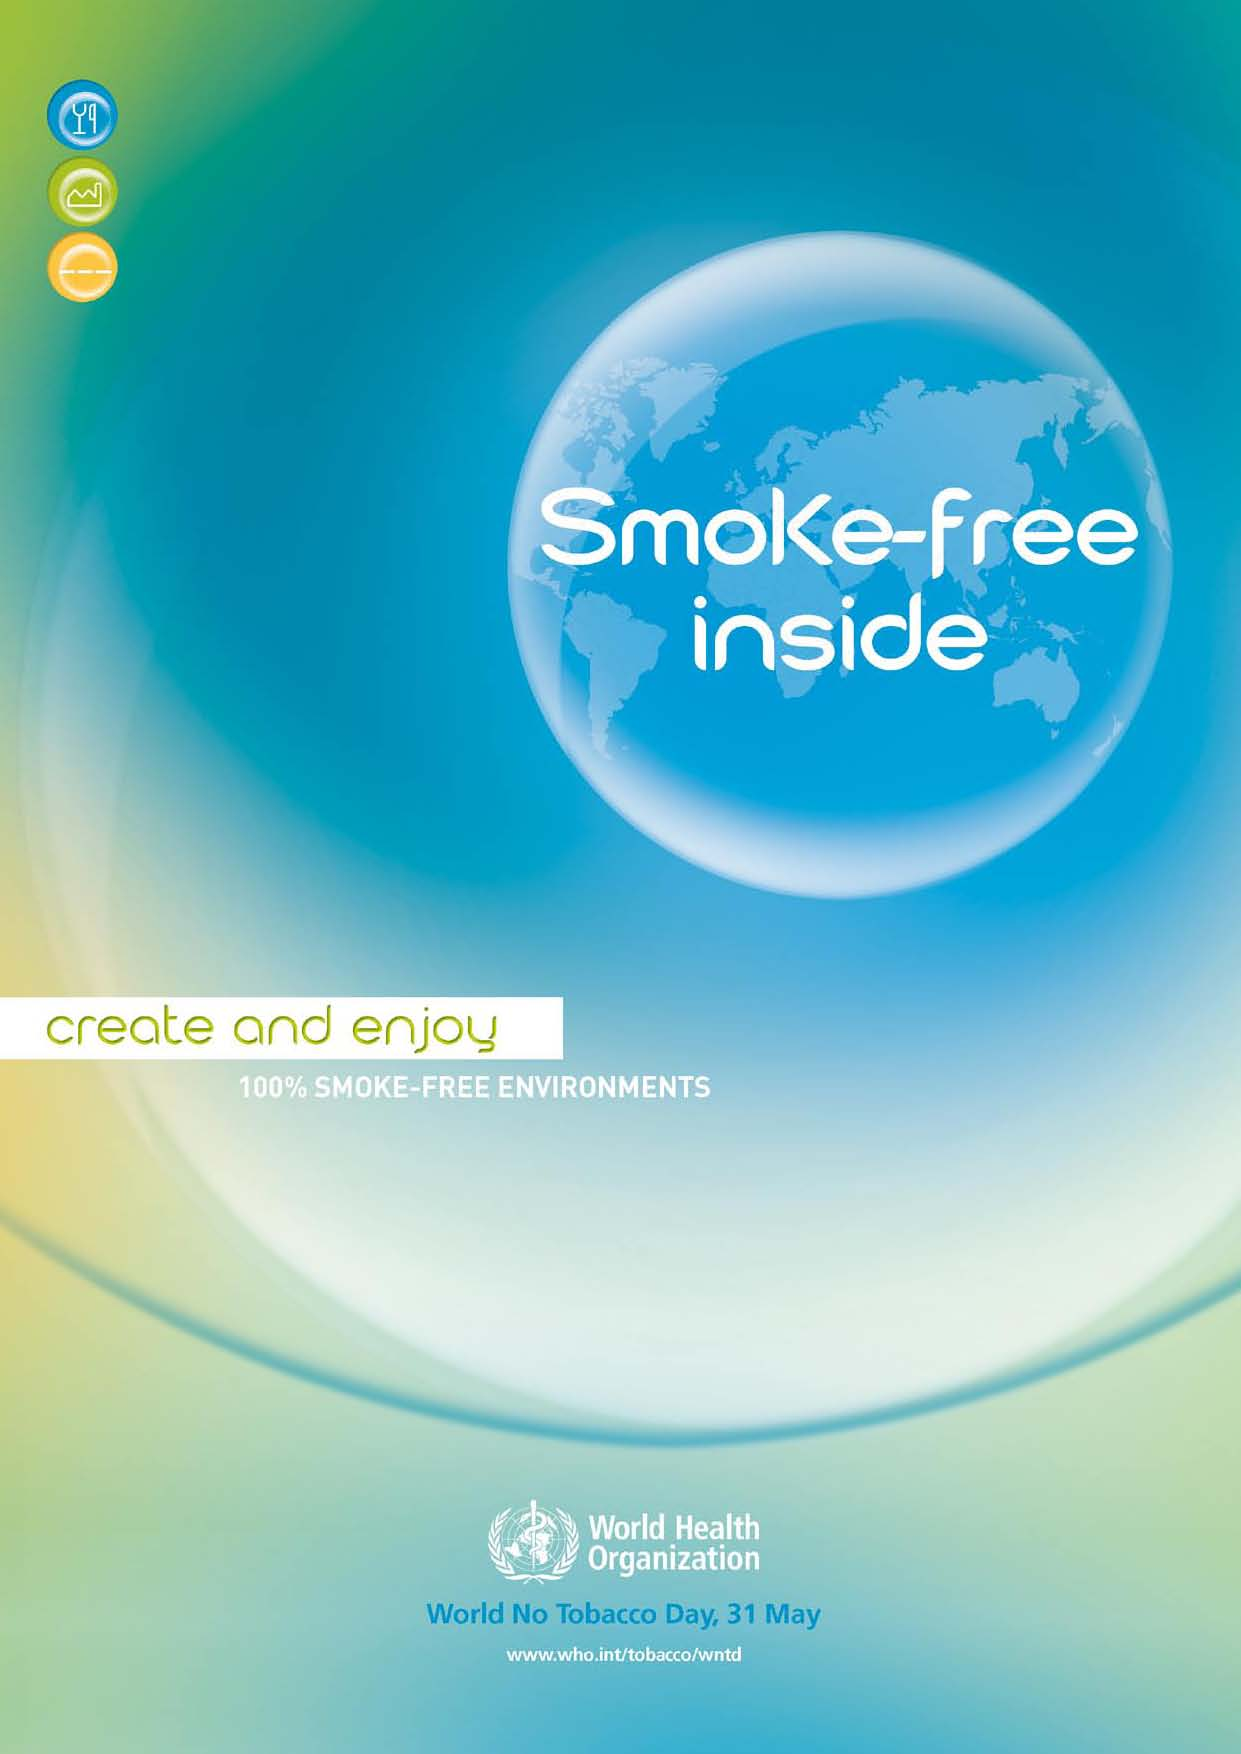 Smoke-free
inside
create and enjoy
100% SMOKE-FREE ENVIRONMENTS
World Health
Organization
World No Tobacco Day, 31 May
www.who.int/tobacco/wntd